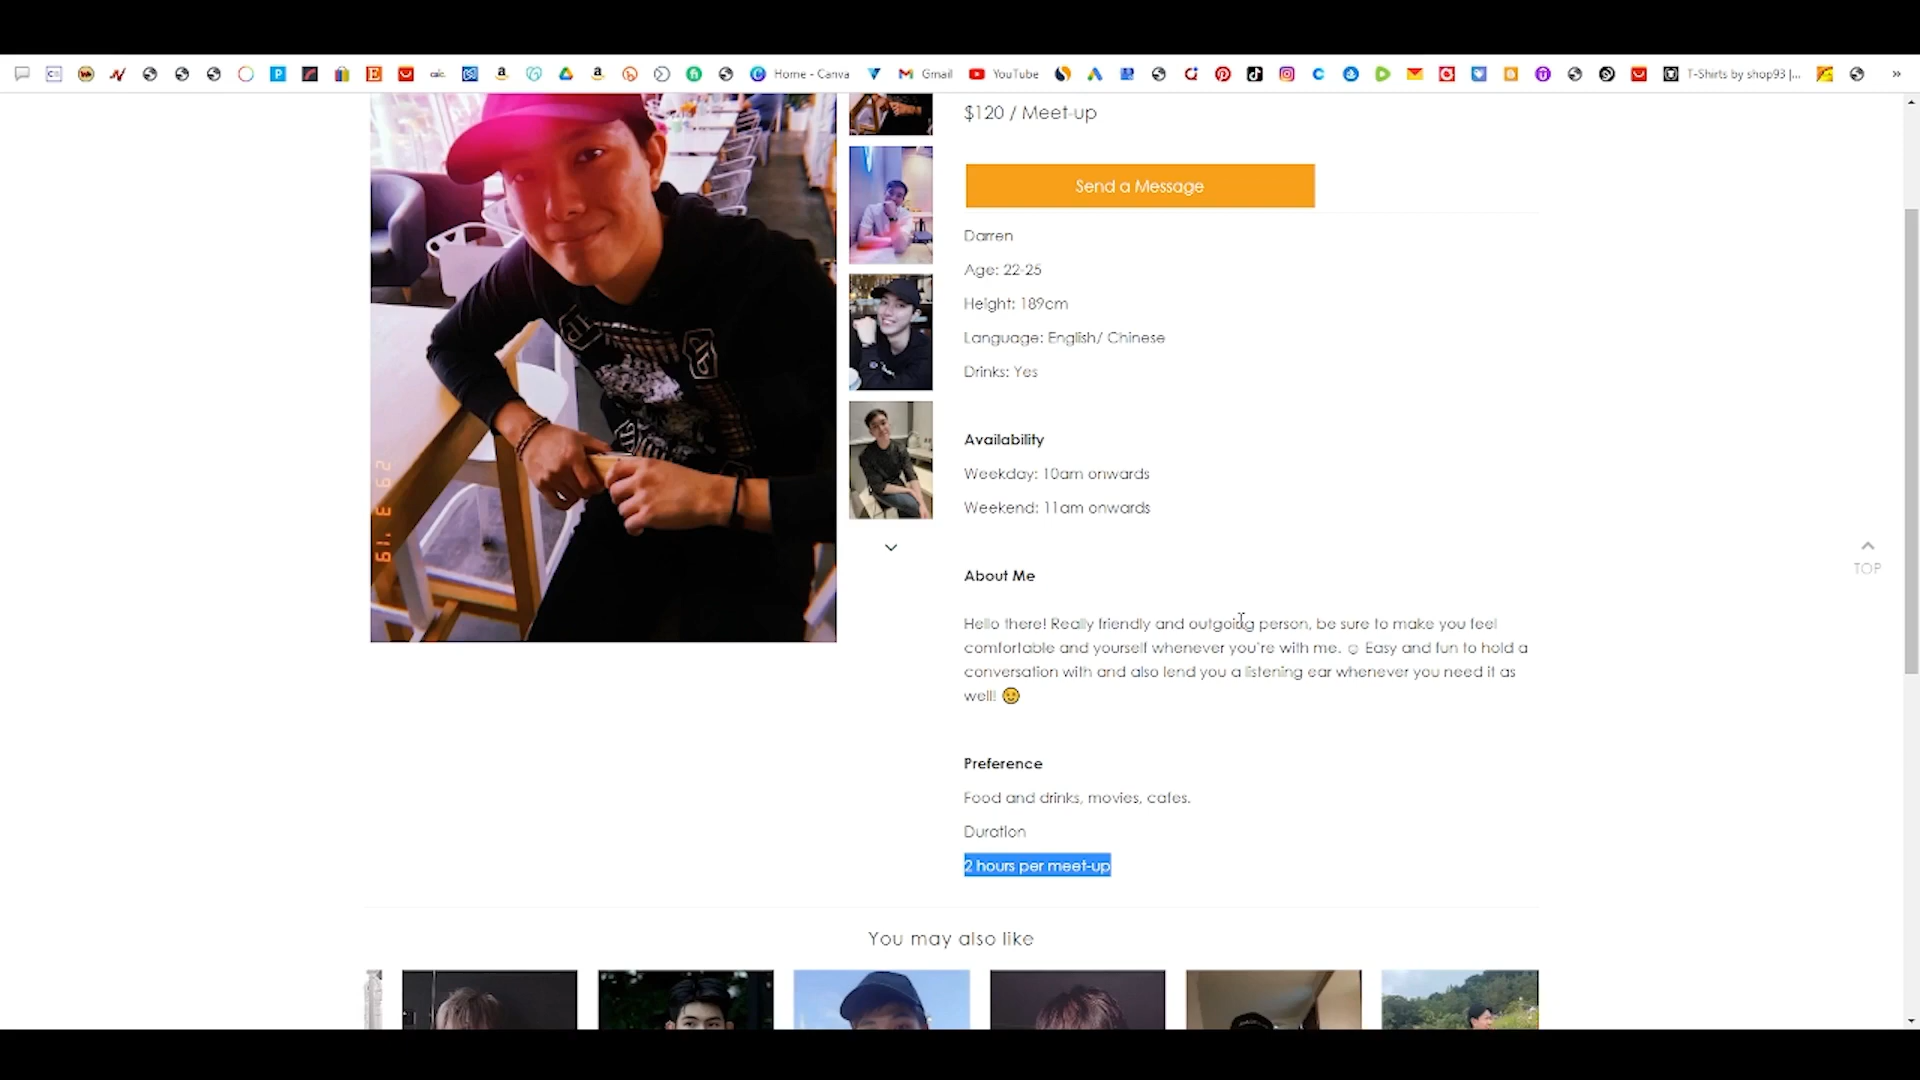 Home - Canva
Gmail
YouTube
T-Shirts by shop93 |...
$120 / Meet-up
Send a Message
Darren
Age: 22-25
Height: 189cm
Language: English/ Chinese
Drinks: Yes
Availability
Weekday: 10am onwards
Weekend: 11am onwards
TOP
About Me
Hello there! Really friendly and outgoing person, be sure to make you feel
comfortable and yourself whenever you're with me. ☺ Easy and fun to hold a
conversation with and also lend you a listening ear whenever you need it as
well! 🙂
Preference
Food and drinks, movies, cafes.
Duration
2 hours per meet-up
You may also like
29 3 '19